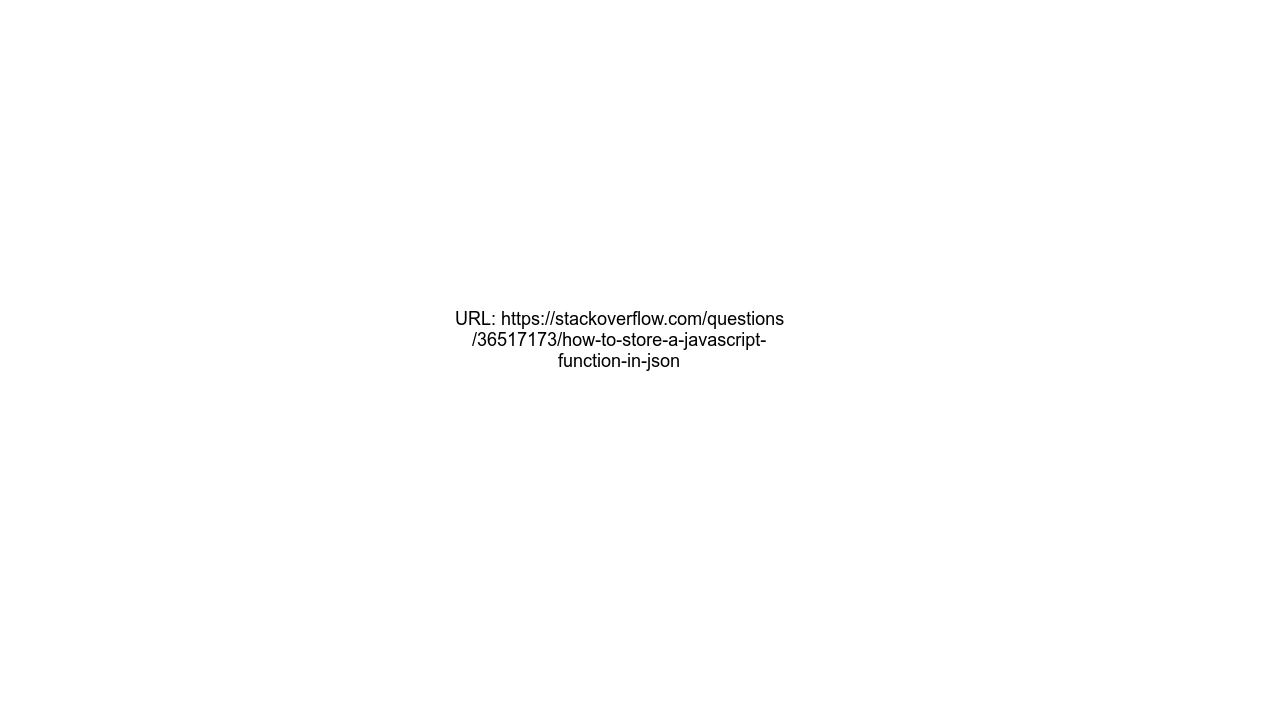 URL: https://stackoverflow.com/questions
/36517173/how-to-store-a-javascript-
function-in-json